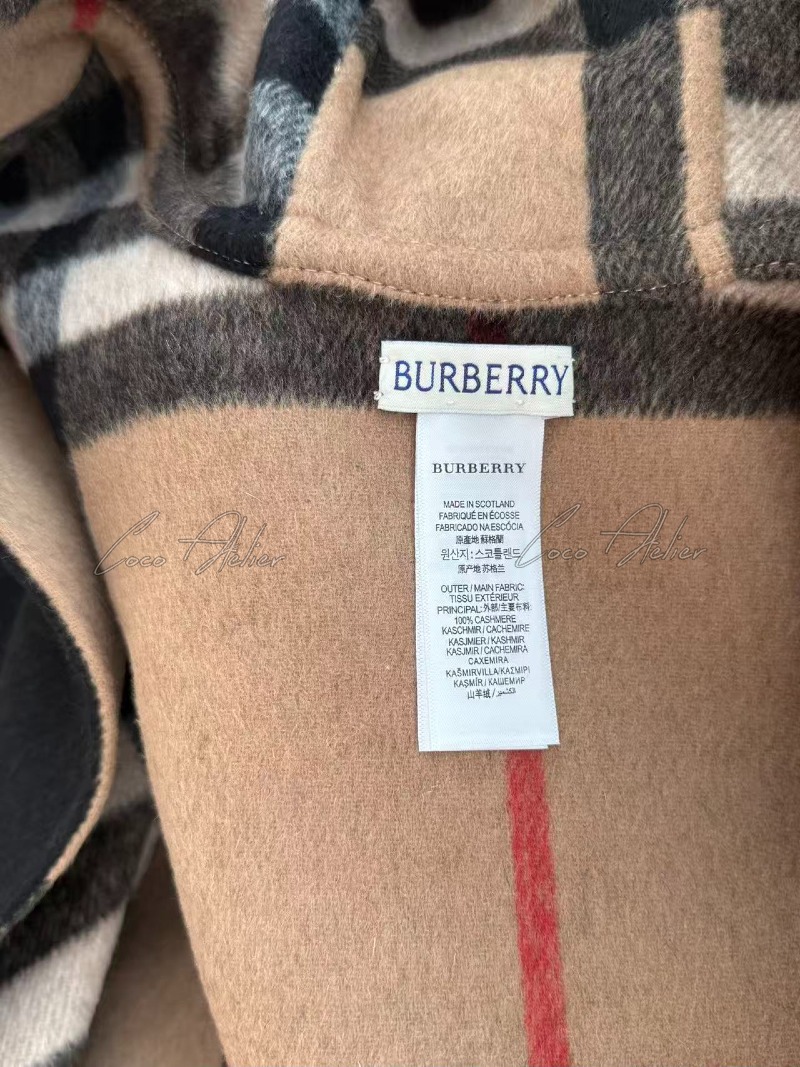 BURBERRY
BURBERRY
MADE IN SCOTLAND
FABRIQUÉ EN ÉCOSSE
FABRICADO NA ESCÓCIA
原產地 蘇格蘭
원산지: 스코틀랜드
原产地 苏格兰
Coco Atelier
Coco Atelier
OUTER / MAIN FABRIC:
TISSU EXTÉRIEUR
PRINCIPAL: 外部/主要布料:
100% CASHMERE
KASCHMIR / CACHEMIRE
KASJMIER / KASHMIR
KASJMIR / CACHEMIRA
CAXEMIRA
KAŠMIRVILLA/ΚΑΣΜΙΡΙ
KAŞMİR / КАШЕМИР
山羊绒 / الكشمير